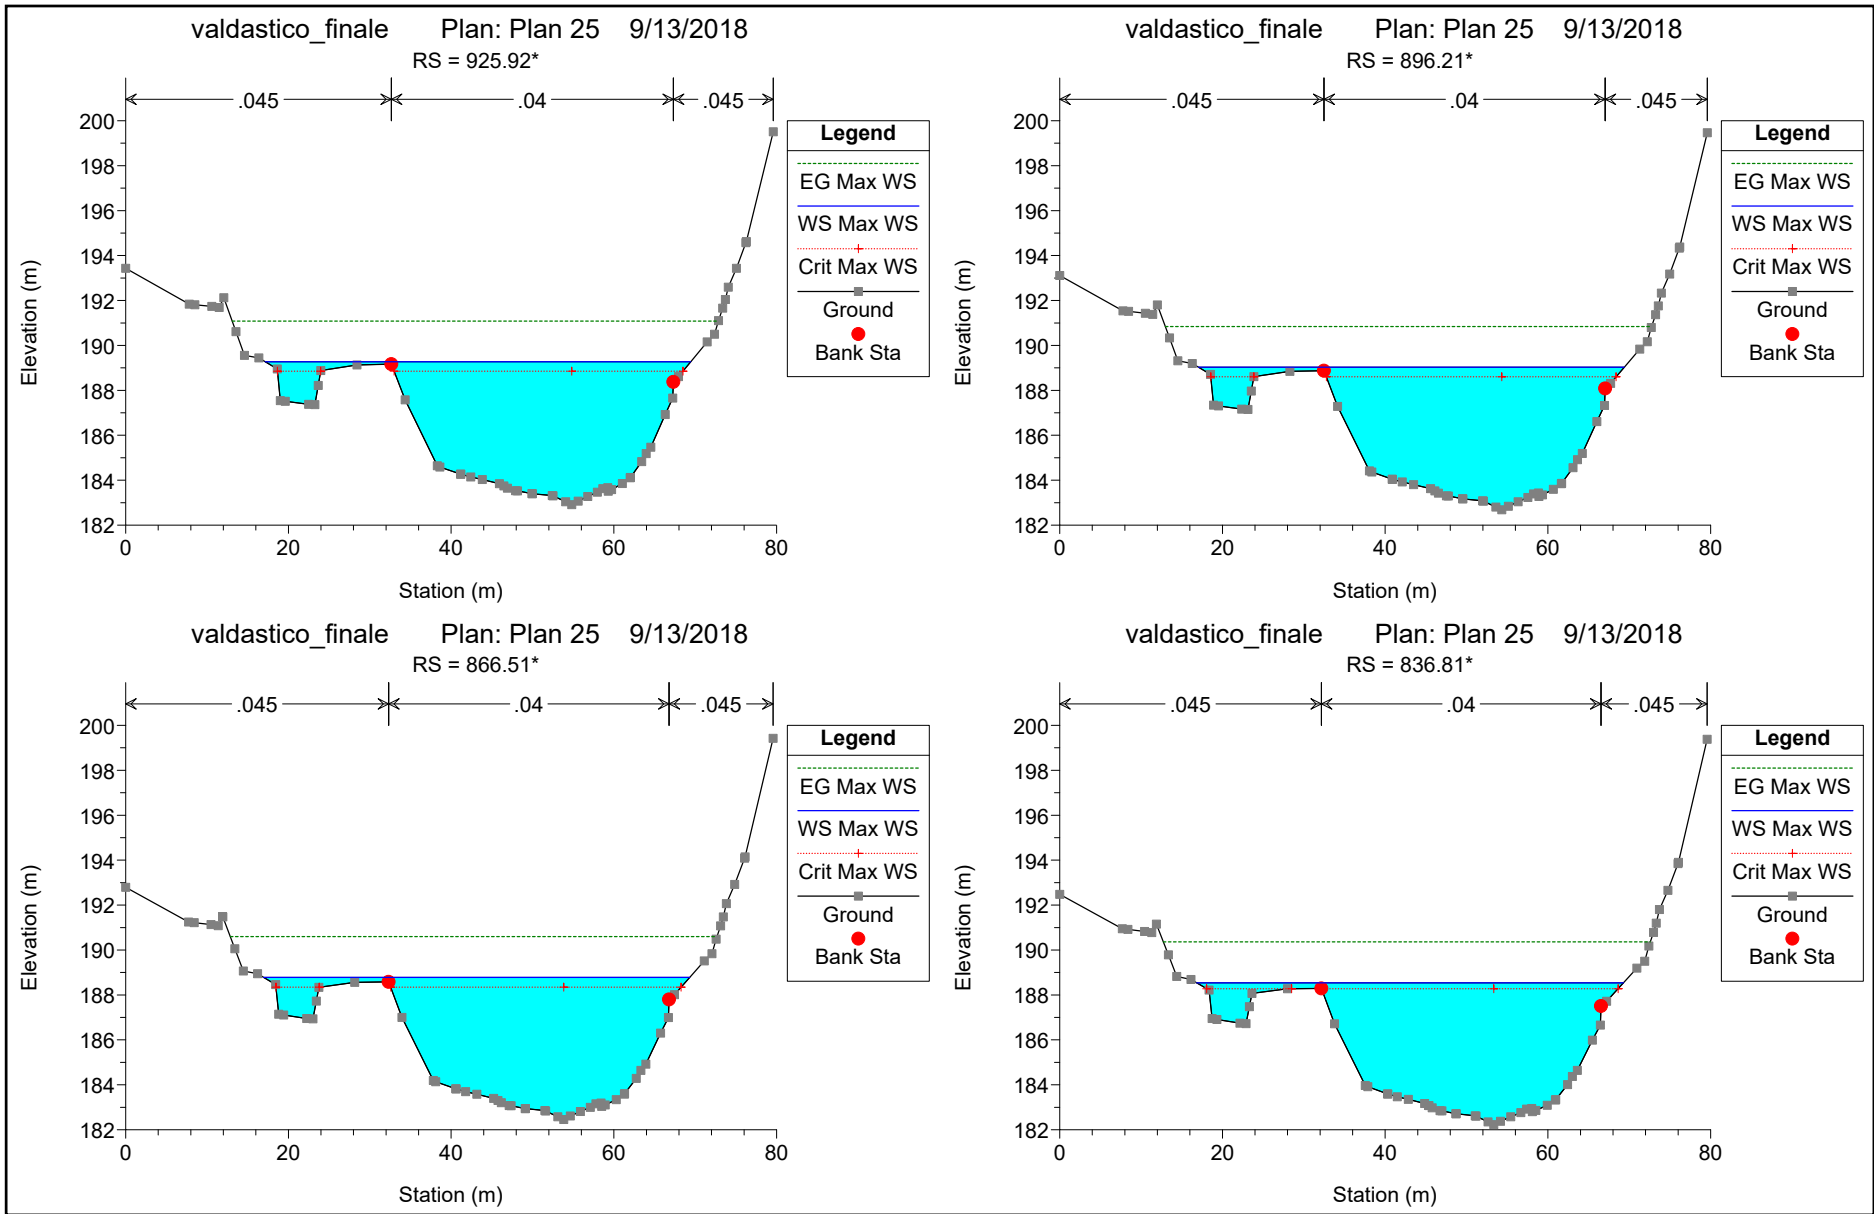 valdastico_finale Plan: Plan 25 9/13/2018
RS = 925.92*
.045 .04 .045
200
198
196
194
192
190
188
186
184
182
0 20 40 60 80
Elevation (m)
Station (m)
Legend
EG Max WS
WS Max WS
Crit Max WS
Ground
Bank Sta
valdastico_finale Plan: Plan 25 9/13/2018
RS = 896.21*
.045 .04 .045
200
198
196
194
192
190
188
186
184
182
0 20 40 60 80
Elevation (m)
Station (m)
Legend
EG Max WS
WS Max WS
Crit Max WS
Ground
Bank Sta
valdastico_finale Plan: Plan 25 9/13/2018
RS = 866.51*
.045 .04 .045
200
198
196
194
192
190
188
186
184
182
0 20 40 60 80
Elevation (m)
Station (m)
Legend
EG Max WS
WS Max WS
Crit Max WS
Ground
Bank Sta
valdastico_finale Plan: Plan 25 9/13/2018
RS = 836.81*
.045 .04 .045
200
198
196
194
192
190
188
186
184
182
0 20 40 60 80
Elevation (m)
Station (m)
Legend
EG Max WS
WS Max WS
Crit Max WS
Ground
Bank Sta